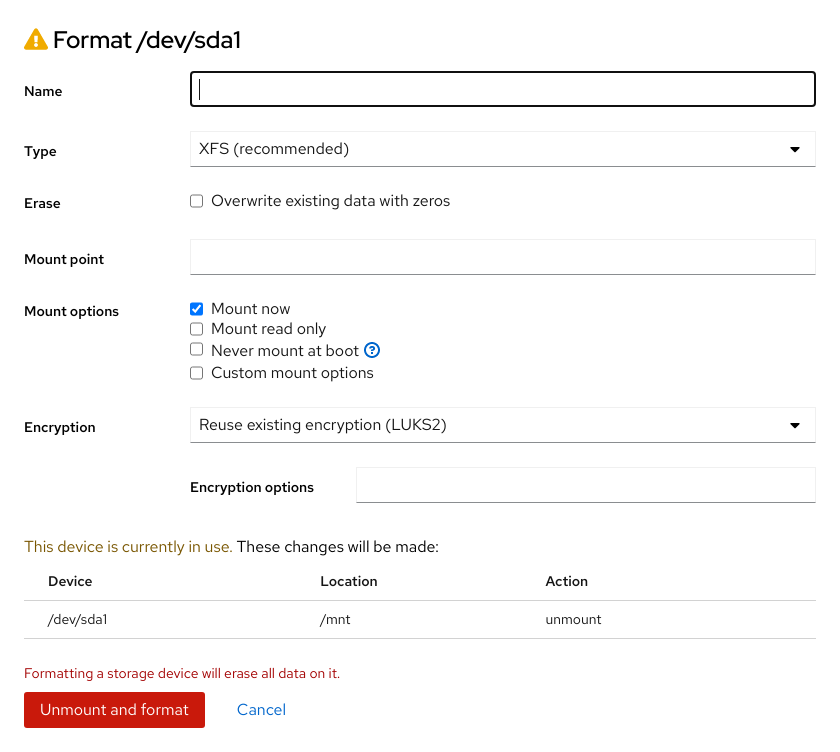 Format /dev/sda1
Name
Type XFS (recommended)
Erase Overwrite existing data with zeros
Mount point
Mount options Mount now
Mount read only
Never mount at boot
Custom mount options
Encryption Reuse existing encryption (LUKS2)
Encryption options
This device is currently in use. These changes will be made:
Device Location Action
/dev/sda1 /mnt unmount
Formatting a storage device will erase all data on it.
Unmount and format Cancel